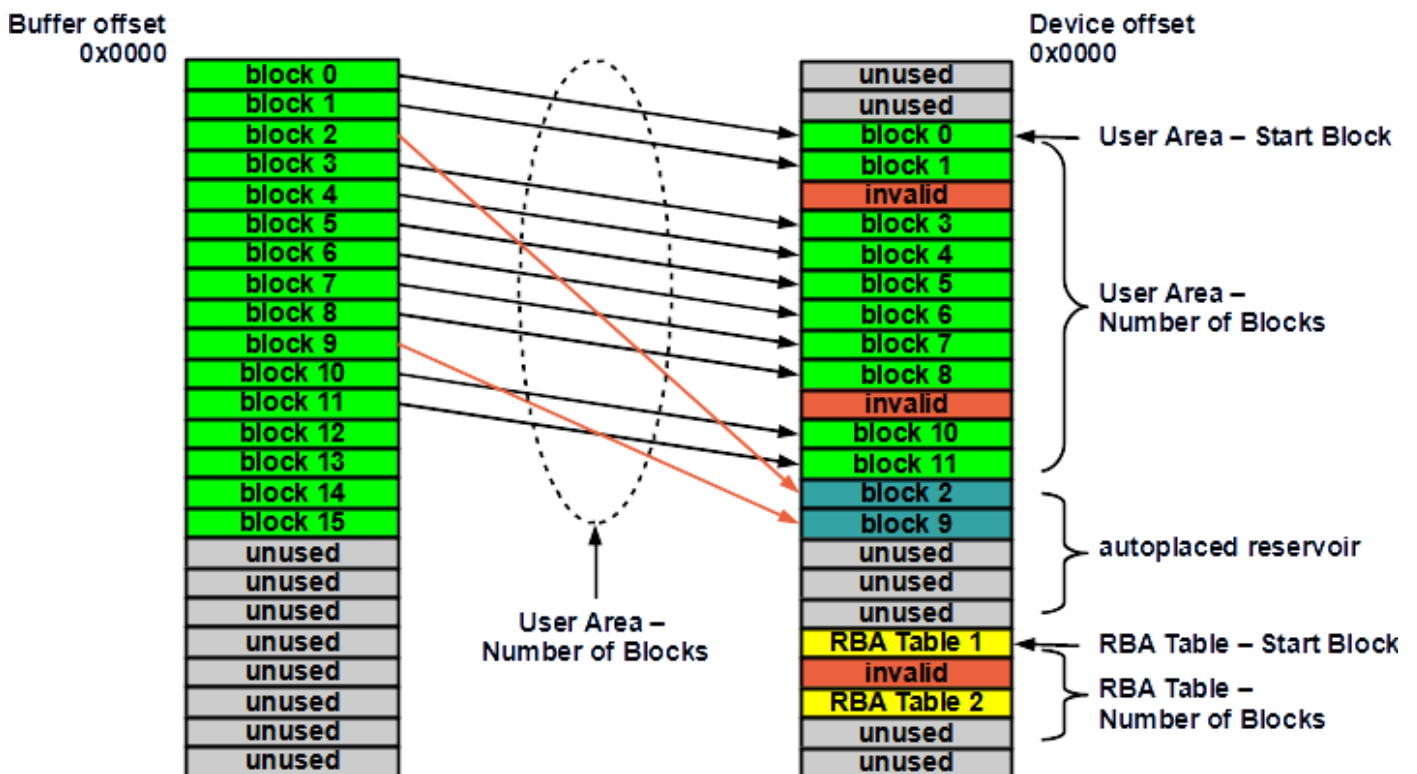 Buffer offset
0x0000
block 0
block 1
block 2
block 3
block 4
block 5
block 6
block 7
block 8
block 9
block 10
block 11
block 12
block 13
block 14
block 15
unused
unused
unused
unused
unused
unused
unused
unused
User Area –
Number of Blocks
Device offset
0x0000
unused
unused
block 0
block 1
invalid
block 3
block 4
block 5
block 6
block 7
block 8
invalid
block 10
block 11
block 2
block 9
unused
unused
unused
RBA Table 1
invalid
RBA Table 2
unused
unused
User Area – Start Block
User Area –
Number of Blocks
autoplaced reservoir
RBA Table – Start Block
RBA Table –
Number of Blocks